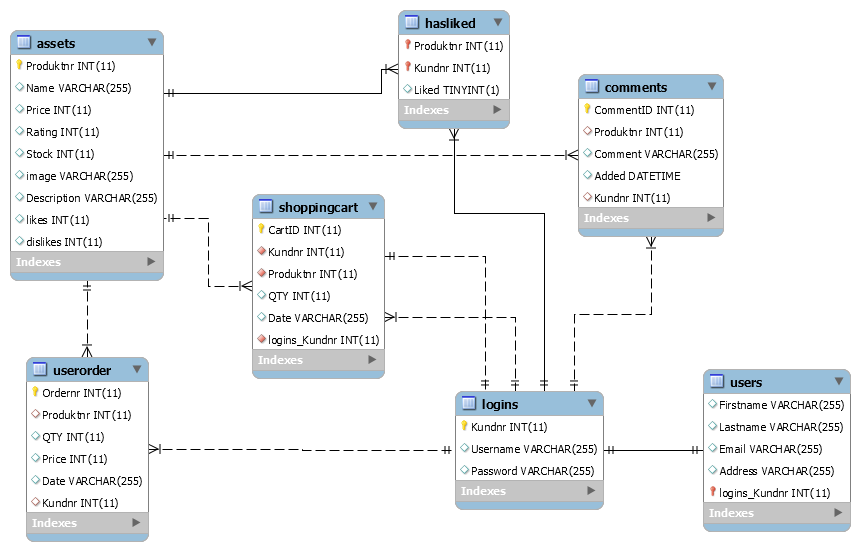 assets
Produktnr INT(11)
Name VARCHAR(255)
Price INT(11)
Rating INT(11)
Stock INT(11)
image VARCHAR(255)
Description VARCHAR(255)
likes INT(11)
dislikes INT(11)
Indexes
hasliked
Produktnr INT(11)
Kundnr INT(11)
Liked TINYINT(1)
Indexes
comments
CommentID INT(11)
Produktnr INT(11)
Comment VARCHAR(255)
Added DATETIME
Kundnr INT(11)
Indexes
shoppingcart
CartID INT(11)
Kundnr INT(11)
Produktnr INT(11)
QTY INT(11)
Date VARCHAR(255)
logins_Kundnr INT(11)
Indexes
userorder
Ordernr INT(11)
Produktnr INT(11)
QTY INT(11)
Price INT(11)
Date VARCHAR(255)
Kundnr INT(11)
Indexes
logins
Kundnr INT(11)
Username VARCHAR(255)
Password VARCHAR(255)
Indexes
users
Firstname VARCHAR(255)
Lastname VARCHAR(255)
Email VARCHAR(255)
Address VARCHAR(255)
logins_Kundnr INT(11)
Indexes